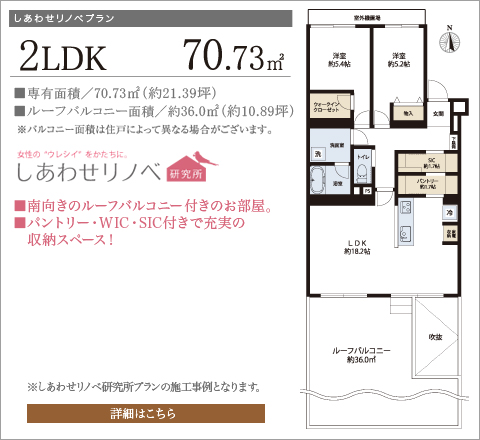 しあわせリノベプラン
2LDK 70.73㎡
■専有面積／70.73㎡（約21.39坪）
■ルーフバルコニー面積／約36.0㎡（約10.89坪）
※バルコニー面積は住戸によって異なる場合がございます。
女性の“ウレシイ”をかたちに。
しあわせリノベ研究所
■南向きのルーフバルコニー付きのお部屋。
■パントリー・WIC・SIC付きで充実の
収納スペース！
※しあわせリノベ研究所プランの施工事例となります。
詳細はこちら
室外機置場
N
洋室
約5.4帖
洋室
約5.2帖
ウォークイン
クローゼット
物入
玄関
洗面室
洗
トイレ
浴室
PS
SIC
約1.7帖
パントリー
約1.7帖
冷
LDK
約18.2帖
吹抜
ルーフバルコニー
約36.0㎡